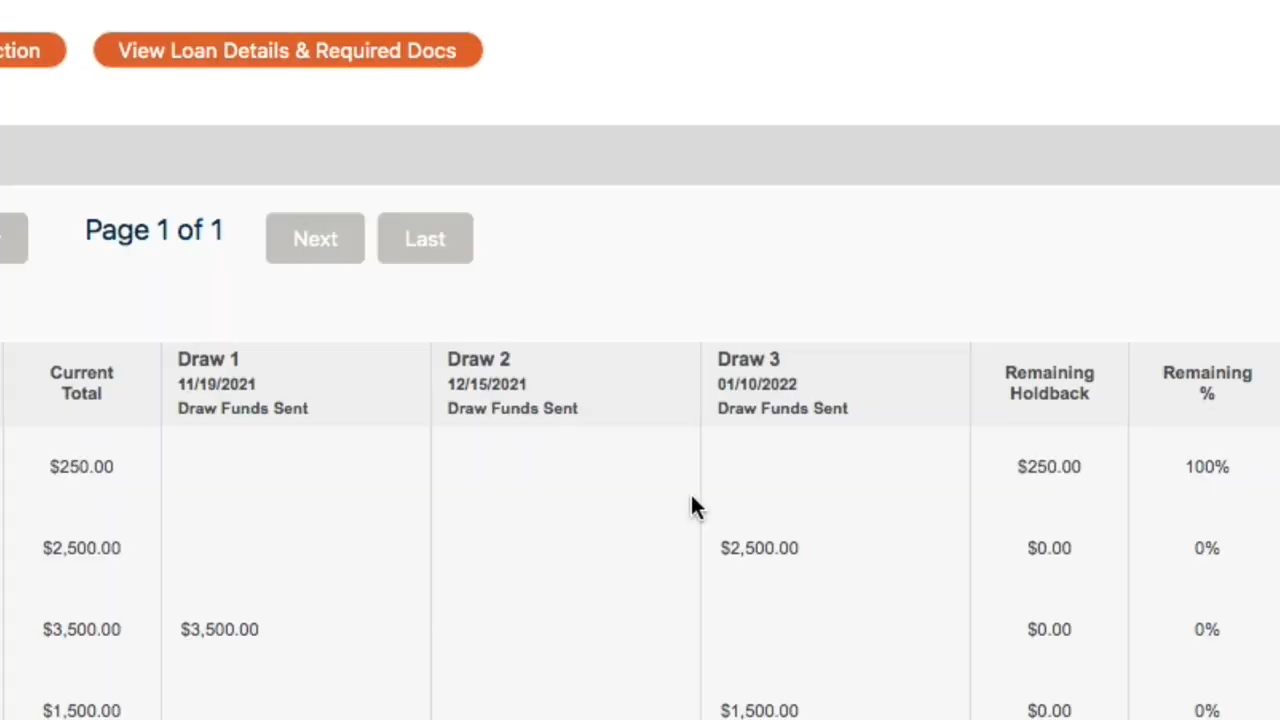 ction
View Loan Details & Required Docs
Page 1 of 1
Next
Last
Current
Total
Draw 1
11/19/2021
Draw Funds Sent
Draw 2
12/15/2021
Draw Funds Sent
Draw 3
01/10/2022
Draw Funds Sent
Remaining
Holdback
Remaining
%
$250.00
$250.00
100%
$2,500.00
$2,500.00
$0.00
0%
$3,500.00
$3,500.00
$0.00
0%
$1,500.00
$1,500.00
$0.00
0%